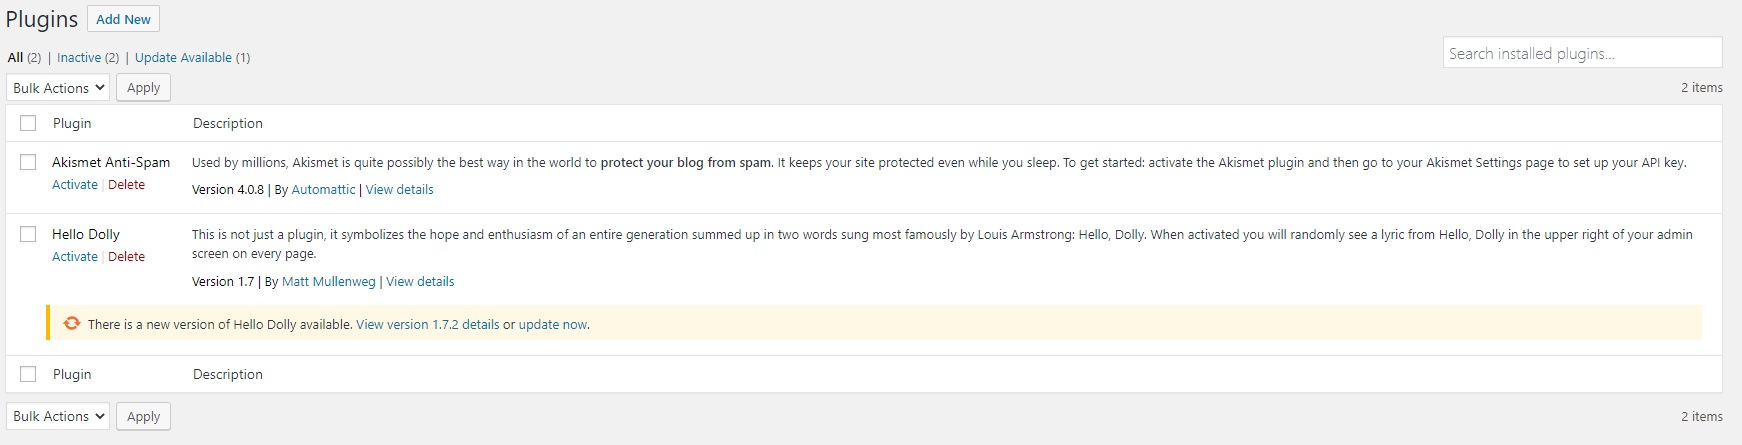 Plugins Add New
All (2) | Inactive (2) | Update Available (1)
Search installed plugins...
Bulk Actions Apply
2 items
Plugin Description
Akismet Anti-Spam
Activate | Delete
Used by millions, Akismet is quite possibly the best way in the world to protect your blog from spam. It keeps your site protected even while you sleep. To get started: activate the Akismet plugin and then go to your Akismet Settings page to set up your API key.
Version 4.0.8 | By Automattic | View details
Hello Dolly
Activate | Delete
This is not just a plugin, it symbolizes the hope and enthusiasm of an entire generation summed up in two words sung most famously by Louis Armstrong: Hello, Dolly. When activated you will randomly see a lyric from Hello, Dolly in the upper right of your admin
screen on every page.
Version 1.7 | By Matt Mullenweg | View details
There is a new version of Hello Dolly available. View version 1.7.2 details or update now.
Plugin Description
Bulk Actions Apply
2 items